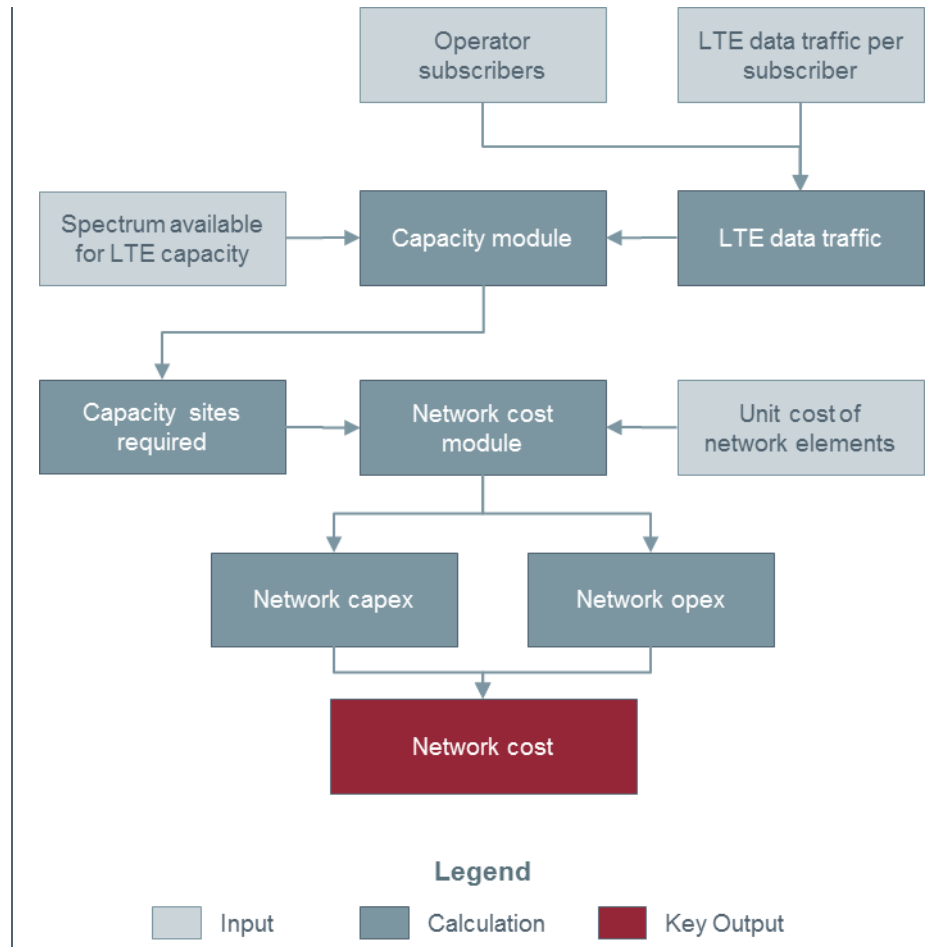 Operator
subscribers
LTE data traffic per
subscriber
Spectrum available
for LTE capacity
Capacity module
LTE data traffic
Capacity sites
required
Network cost
module
Unit cost of
network elements
Network capex
Network opex
Network cost
Legend
Input
Calculation
Key Output